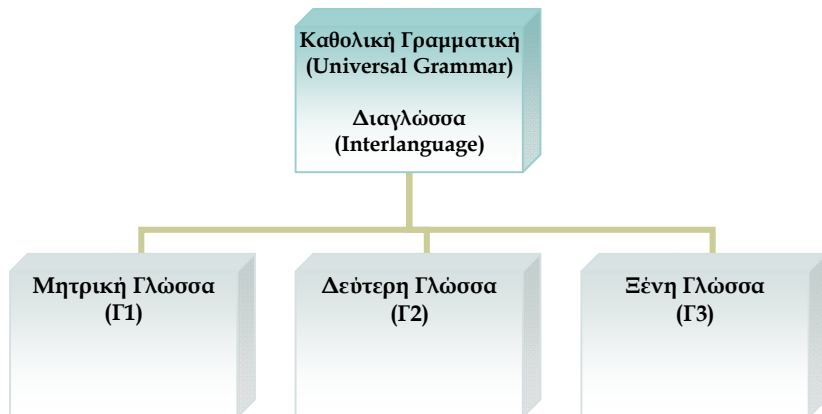 Καθολική Γραμματική
(Universal Grammar)
Διαγλώσσα
(Interlanguage)
Μητρική Γλώσσα
(Γ1)
Δεύτερη Γλώσσα
(Γ2)
Ξένη Γλώσσα
(Γ3)